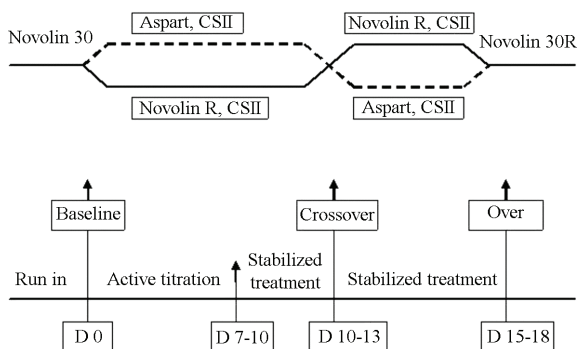 Aspart, CSII
Novolin R, CSII
Novolin 30
Novolin 30R
Novolin R, CSII
Aspart, CSII
Baseline
Crossover
Over
Run in
Active titration
Stabilized
treatment
Stabilized treatment
D 0
D 7-10
D 10-13
D 15-18